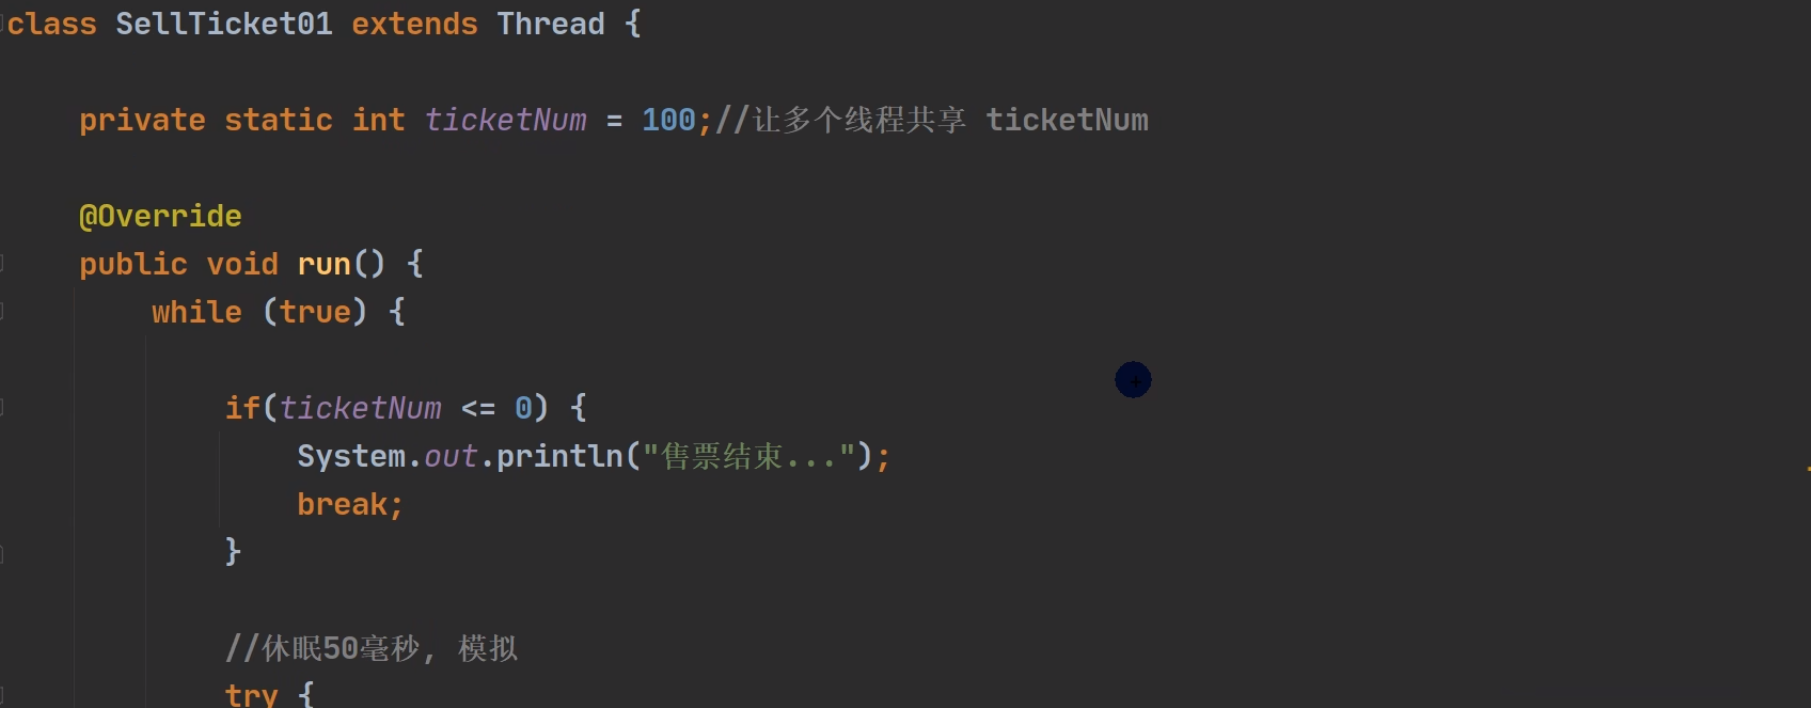 class SellTicket01 extends Thread {
private static int ticketNum = 100;//让多个线程共享 ticketNum
@Override
public void run() {
while (true) {
if(ticketNum <= 0) {
System.out.println("售票结束...");
break;
}
//休眠50毫秒, 模拟
try {